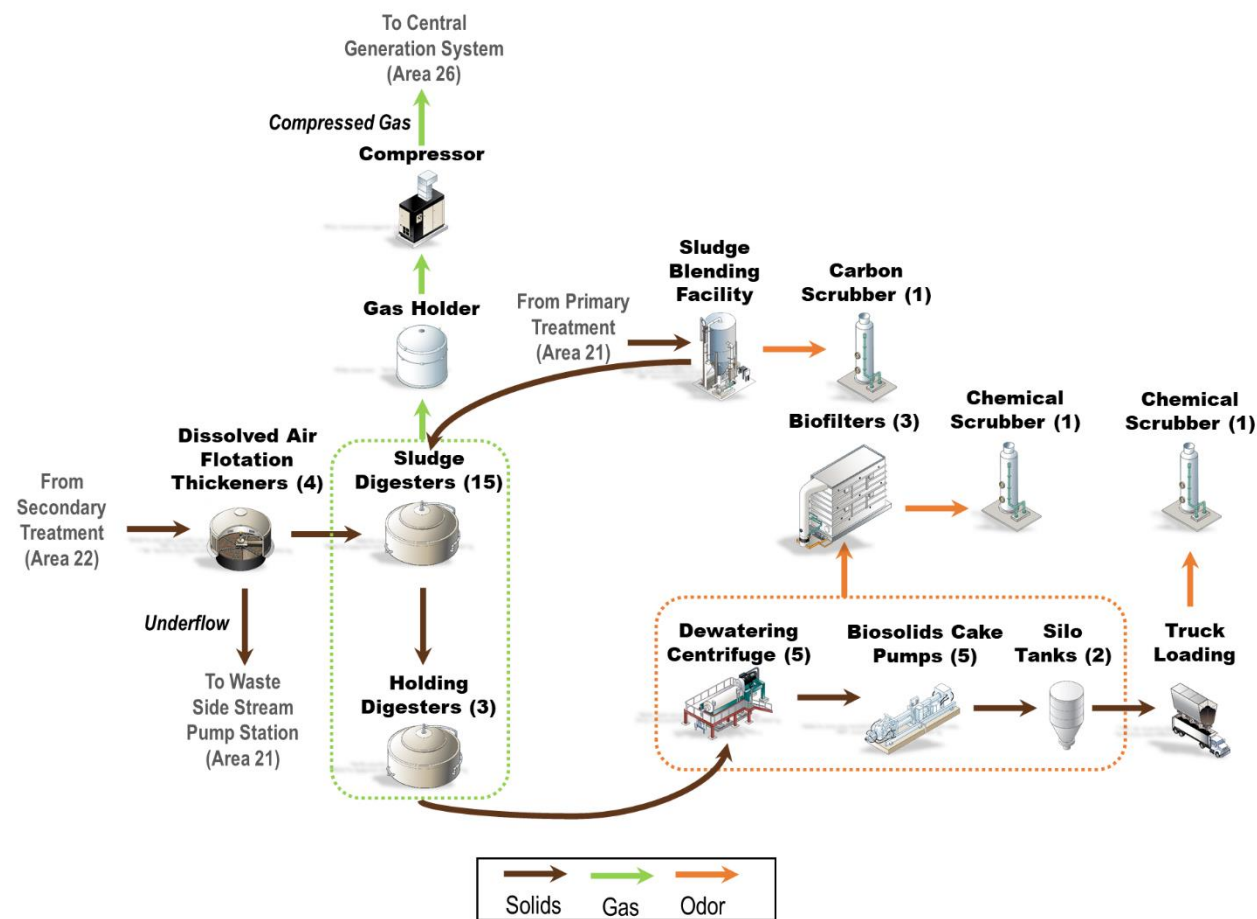 To Central
Generation System
(Area 26)
Compressed Gas
Compressor
Gas Holder
Sludge
Blending
Facility
Carbon
Scrubber (1)
From Primary
Treatment
(Area 21)
Biofilters (3)
Chemical
Scrubber (1)
Chemical
Scrubber (1)
Dissolved Air
Flotation
Thickeners (4)
Sludge
Digesters (15)
From
Secondary
Treatment
(Area 22)
Underflow
To Waste
Side Stream
Pump Station
(Area 21)
Holding
Digesters (3)
Dewatering
Centrifuge (5)
Biosolids Cake
Pumps (5)
Silo
Tanks (2)
Truck
Loading
Solids
Gas
Odor